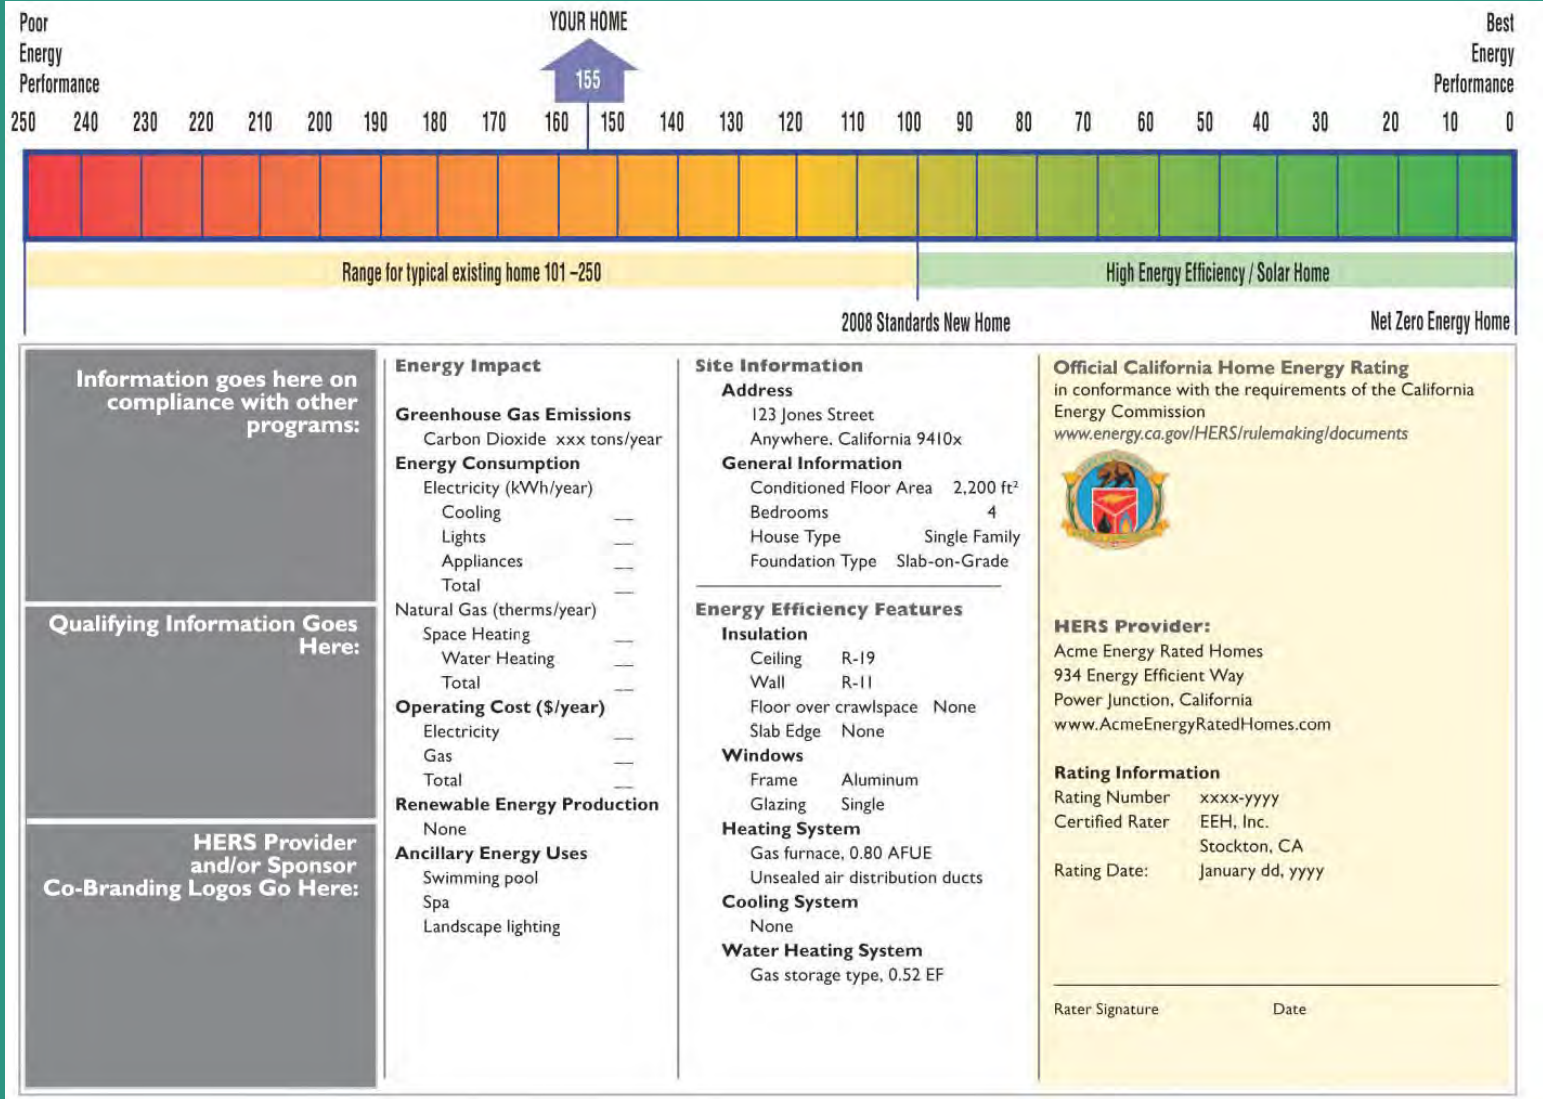 Poor
Energy
Performance
YOUR HOME
155
Best
Energy
Performance
250 240 230 220 210 200 190 180 170 160 150 140 130 120 110 100 90 80 70 60 50 40 30 20 10 0
Range for typical existing home 101 –250
High Energy Efficiency / Solar Home
2008 Standards New Home
Net Zero Energy Home
Information goes here on
compliance with other
programs:
Qualifying Information Goes
Here:
HERS Provider
and/or Sponsor
Co-Branding Logos Go Here:
Energy Impact
Greenhouse Gas Emissions
Carbon Dioxide xxx tons/year
Energy Consumption
Electricity (kWh/year)
Cooling __
Lights __
Appliances __
Total __
Natural Gas (therms/year)
Space Heating __
Water Heating __
Total __
Operating Cost ($/year)
Electricity __
Gas __
Total __
Renewable Energy Production
None
Ancillary Energy Uses
Swimming pool
Spa
Landscape lighting
Site Information
Address
123 Jones Street
Anywhere, California 9410x
General Information
Conditioned Floor Area 2,200 ft²
Bedrooms 4
House Type Single Family
Foundation Type Slab-on-Grade
Energy Efficiency Features
Insulation
Ceiling R-19
Wall R-11
Floor over crawlspace None
Slab Edge None
Windows
Frame Aluminum
Glazing Single
Heating System
Gas furnace, 0.80 AFUE
Unsealed air distribution ducts
Cooling System
None
Water Heating System
Gas storage type, 0.52 EF
Official California Home Energy Rating
in conformance with the requirements of the California
Energy Commission
www.energy.ca.gov/HERS/rulemaking/documents
HERS Provider:
Acme Energy Rated Homes
934 Energy Efficient Way
Power Junction, California
www.AcmeEnergyRatedHomes.com
Rating Information
Rating Number xxxx-yyyy
Certified Rater EEH, Inc.
Stockton, CA
Rating Date: January dd, yyyy
Rater Signature Date